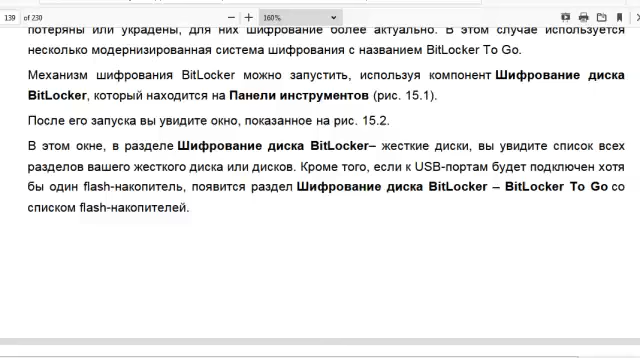 139 of 230 160%
потеряны или украдены, для них шифрование более актуально. В этом случае используется
несколько модернизированная система шифрования с названием BitLocker To Go.
Механизм шифрования BitLocker можно запустить, используя компонент Шифрование диска
BitLocker, который находится на Панели инструментов (рис. 15.1).
После его запуска вы увидите окно, показанное на рис. 15.2.
В этом окне, в разделе Шифрование диска BitLocker– жесткие диски, вы увидите список всех
разделов вашего жесткого диска или дисков. Кроме того, если к USB-портам будет подключен хотя
бы один flash-накопитель, появится раздел Шифрование диска BitLocker – BitLocker To Go со
списком flash-накопителей.